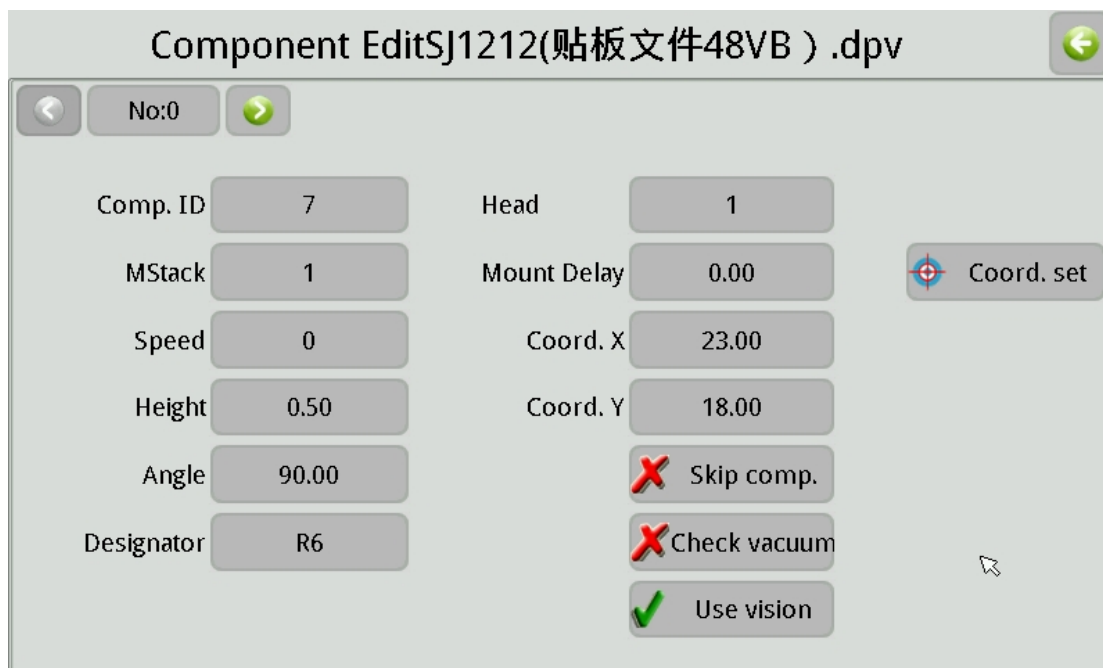 Component EditSJ1212(贴板文件48VB ) .dpv
No:0
Comp. ID 7 Head 1
MStack 1 Mount Delay 0.00 Coord. set
Speed 0 Coord. X 23.00
Height 0.50 Coord. Y 18.00
Angle 90.00 Skip comp.
Designator R6 Check vacuum
Use vision